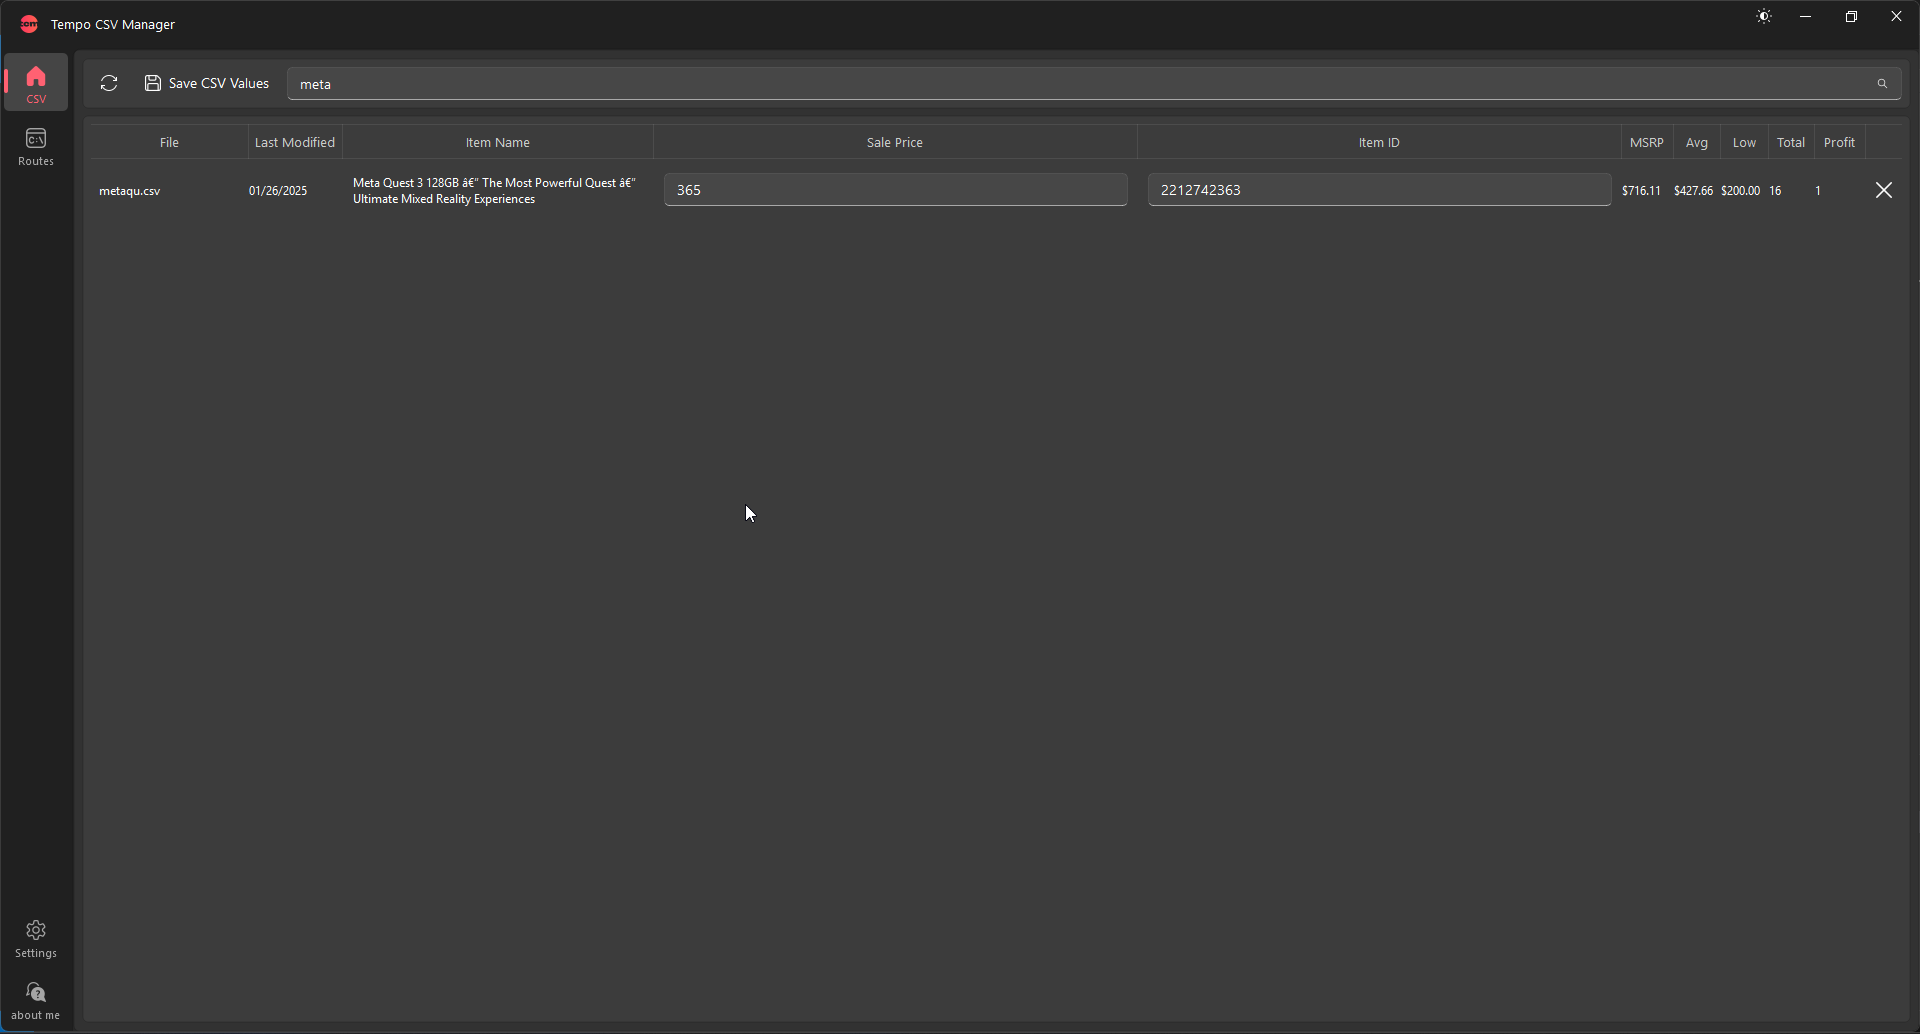 Tempo CSV Manager
CSV
Routes
Save CSV Values
meta
File Last Modified Item Name Sale Price Item ID MSRP Avg Low Total Profit
metaqu.csv 01/26/2025 Meta Quest 3 128GB â€“ The Most Powerful Quest â€“ 365 2212742363 $716.11 $427.66 $200.00 16 1
Ultimate Mixed Reality Experiences
Settings
about me